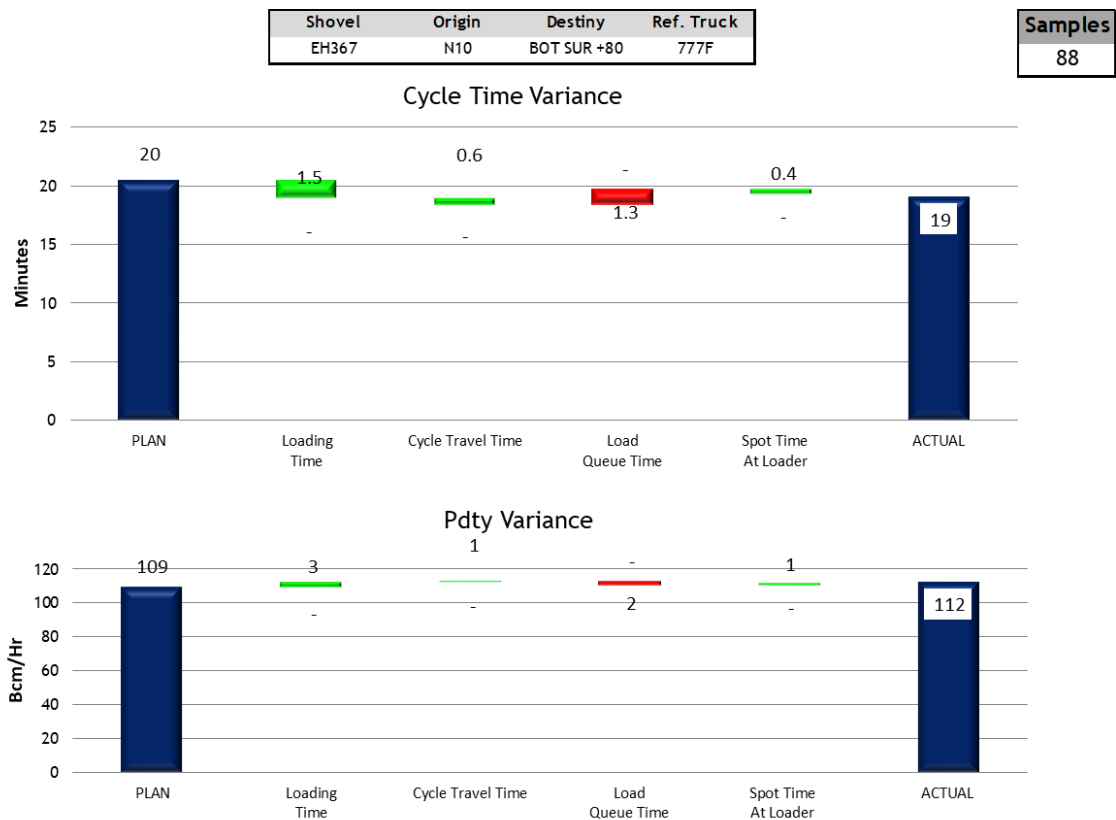 Shovel Origin Destiny Ref. Truck
EH367 N10 BOT SUR +80 777F
Samples
88
Cycle Time Variance
Minutes
25
20
15
10
5
0
20
1.5
-
0.6
-
-
1.3
0.4
-
19
PLAN
Loading
Time
Cycle Travel Time
Load
Queue Time
Spot Time
At Loader
ACTUAL
Pdty Variance
Bcm/Hr
120
100
80
60
40
20
0
109
3
-
1
-
-
2
1
-
112
PLAN
Loading
Time
Cycle Travel Time
Load
Queue Time
Spot Time
At Loader
ACTUAL